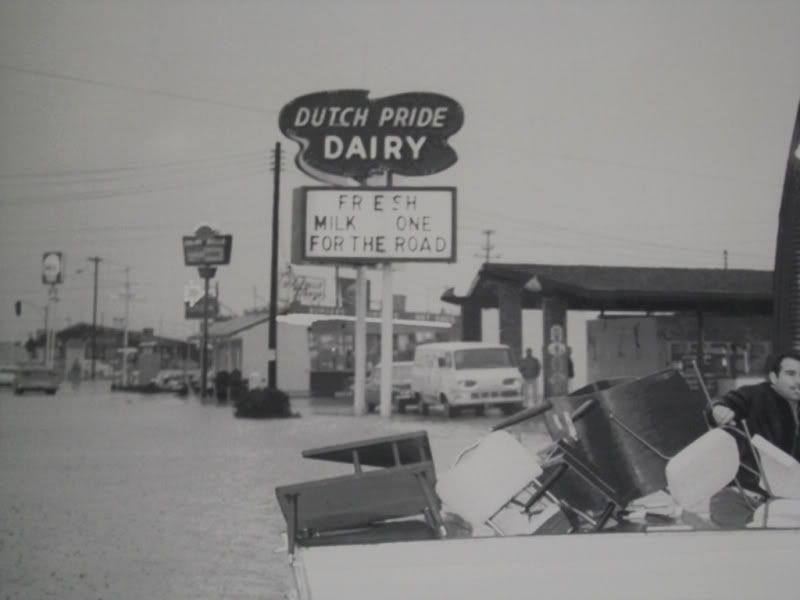 DUTCH PRIDE
DAIRY
FRESH
MILK ONE
FOR THE ROAD